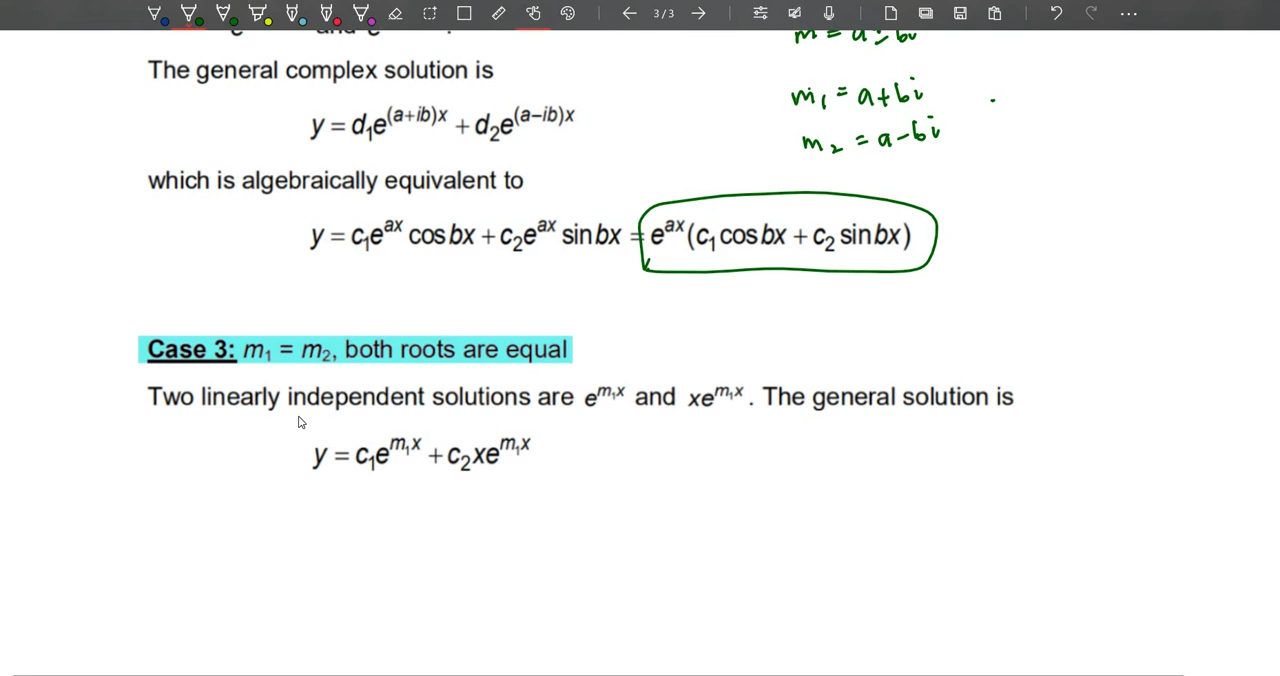 3/3
m = a ± bi
The general complex solution is
m₁ = a+bi
y = d₁e^(a+ib)x + d₂e^(a−ib)x
m₂ = a−bi
which is algebraically equivalent to
y = c₁e^ax cos bx + c₂e^ax sin bx = e^ax (c₁ cos bx + c₂ sin bx)
Case 3: m₁ = m₂, both roots are equal
Two linearly independent solutions are e^m₁x and xe^m₁x. The general solution is
y = c₁e^m₁x + c₂xe^m₁x